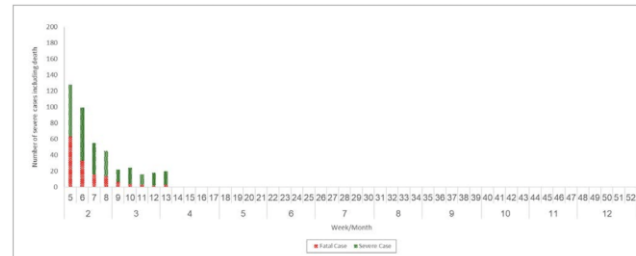 Number of severe cases including death
200
180
160
140
120
100
80
60
40
20
0
5 6 7 8 9 10 11 12 13 14 15 16 17 18 19 20 21 22 23 24 25 26 27 28 29 30 31 32 33 34 35 36 37 38 39 40 41 42 43 44 45 46 47 48 49 50 51 52
2 3 4 5 6 7 8 9 10 11 12
Week/Month
Fatal Case Severe Case